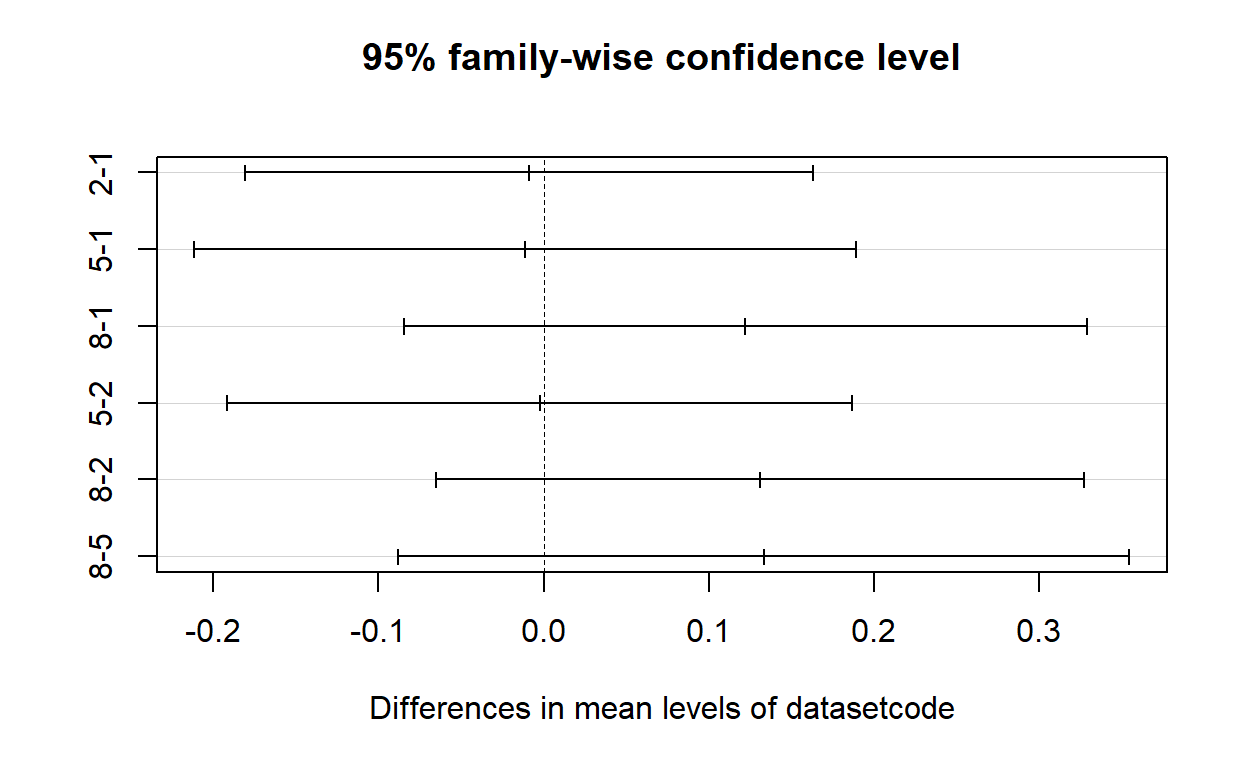 95% family-wise confidence level
2-1
5-1
8-1
5-2
8-2
8-5
-0.2 -0.1 0.0 0.1 0.2 0.3
Differences in mean levels of datasetcode